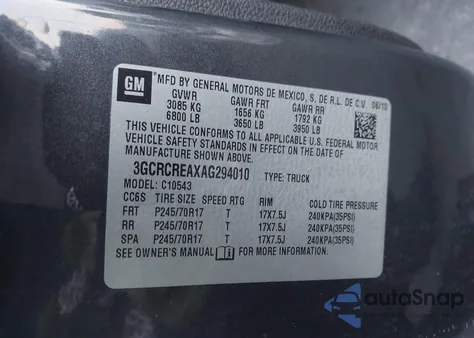 GM
MFD BY GENERAL MOTORS DE MEXICO, S. DE R.L. DE C.V. 06/10
GVWR GAWR FRT GAWR RR
3085 KG 1656 KG 1792 KG
6800 LB 3650 LB 3950 LB
THIS VEHICLE CONFORMS TO ALL APPLICABLE U.S. FEDERAL MOTOR
VEHICLE SAFETY, BUMPER, AND THEFT PREVENTION STANDARDS IN
EFFECT ON THE DATE OF MANUFACTURE SHOWN ABOVE.
3GCRCREAXAG294010 TYPE: TRUCK
MODEL: C10543
CC6S TIRE SIZE SPEED RTG RIM COLD TIRE PRESSURE
FRT P245/70R17 T 17X7.5J 240KPA(35PSI)
RR P245/70R17 T 17X7.5J 240KPA(35PSI)
SPA P245/70R17 T 17X7.5J 240KPA(35PSI)
SEE OWNER'S MANUAL FOR MORE INFORMATION.
autoSnap